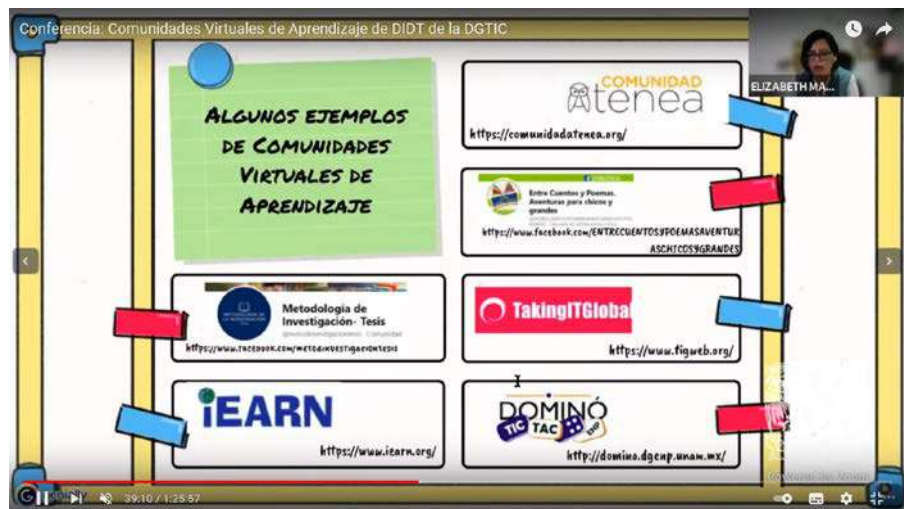 Conferencia: Comunidades Virtuales de Aprendizaje de DIDT de la DGTIC
ELIZABETH MA...
ALGUNOS EJEMPLOS
DE COMUNIDADES
VIRTUALES DE
APRENDIZAJE
COMUNIDAD
Atenea
https://comunidadatenea.org/
Entre Cuentos y Poemas.
Aventuras para chicos y
grandes
https://www.facebook.com/ENTRECUENTOSYPOEMASAVENTUR
ASCHICOSYGRANDES
Metodología de
Investigación- Tesis
https://www.facebook.com/metodinvestigaciontesis
TakingITGlobal
https://www.tigweb.org/
iEARN
https://www.iearn.org/
DOMINÓ
TIC TAC ENP
http://domino.dgenp.unam.mx/
39:10 / 1:25:57